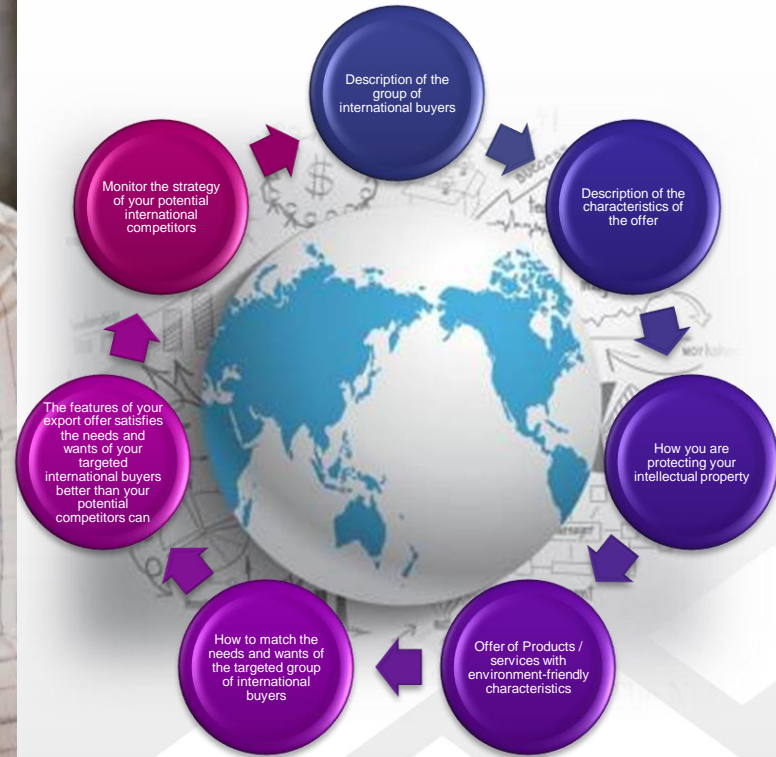 Description of the
group of
international buyers
Description of the
characteristics of
the offer
How you are
protecting your
intellectual property
Offer of Products /
services with
environment-friendly
characteristics
How to match the
needs and wants of
the targeted group
of international
buyers
The features of your
export offer satisfies
the needs and
wants of your
targeted
international buyers
better than your
potential
competitors can
Monitor the strategy
of your potential
international
competitors
SUCCESS